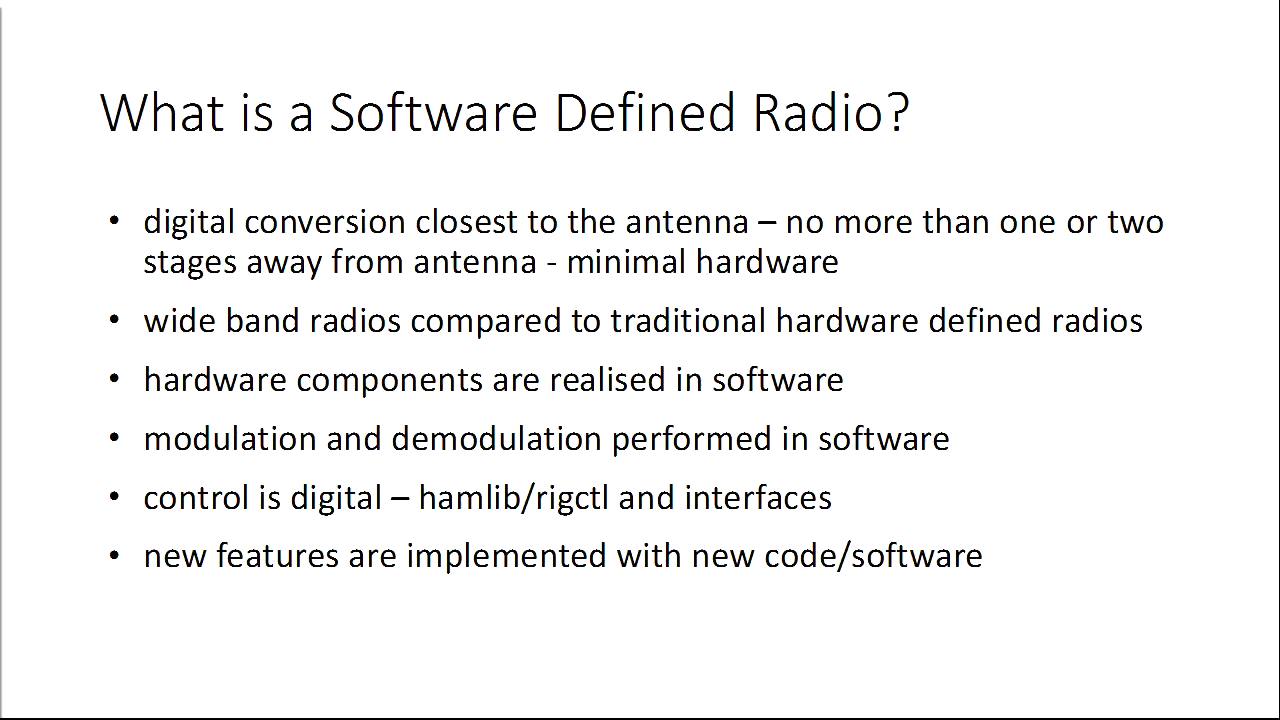 What is a Software Defined Radio?
• digital conversion closest to the antenna – no more than one or two
stages away from antenna - minimal hardware
• wide band radios compared to traditional hardware defined radios
• hardware components are realised in software
• modulation and demodulation performed in software
• control is digital – hamlib/rigctl and interfaces
• new features are implemented with new code/software